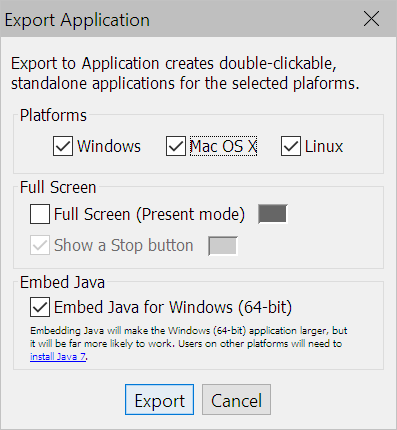 Export Application
Export to Application creates double-clickable,
standalone applications for the selected plaforms.
Platforms
Windows Mac OS X Linux
Full Screen
Full Screen (Present mode)
Show a Stop button
Embed Java
Embed Java for Windows (64-bit)
Embedding Java will make the Windows (64-bit) application larger, but
it will be far more likely to work. Users on other platforms will need to
install Java 7.
Export Cancel